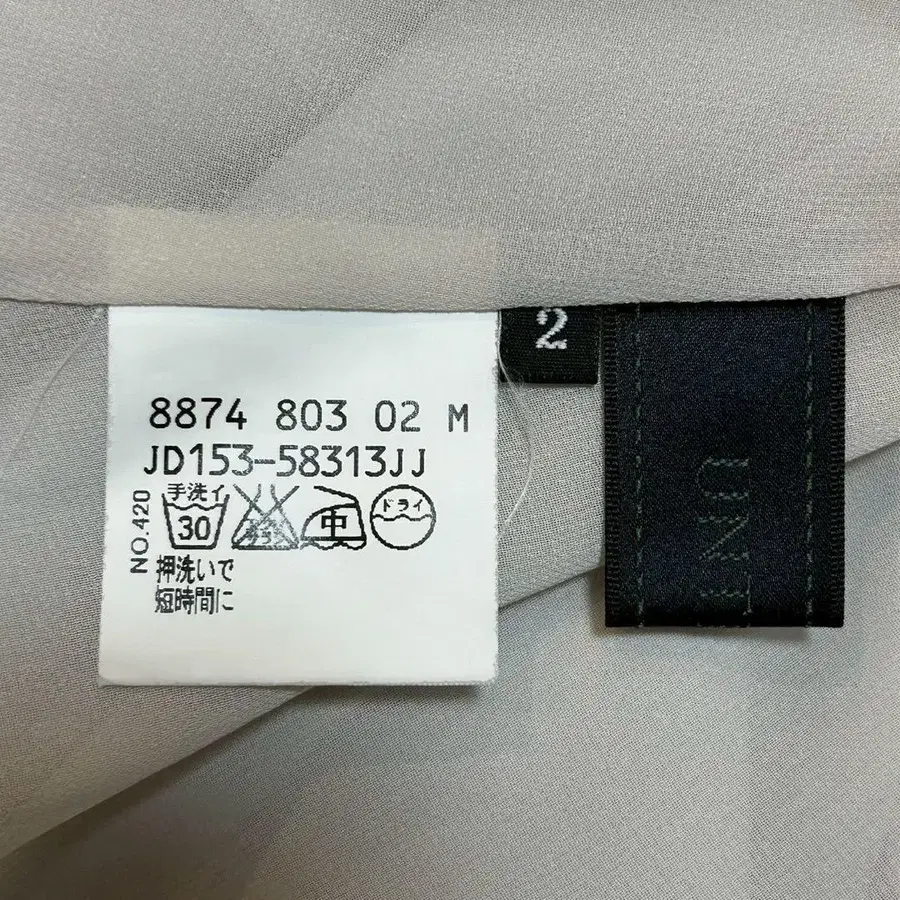 2
8874 803 02 M
JD153-58313JJ
NO.420
手洗イ
30
中
ドライ
押洗いで
短時間に